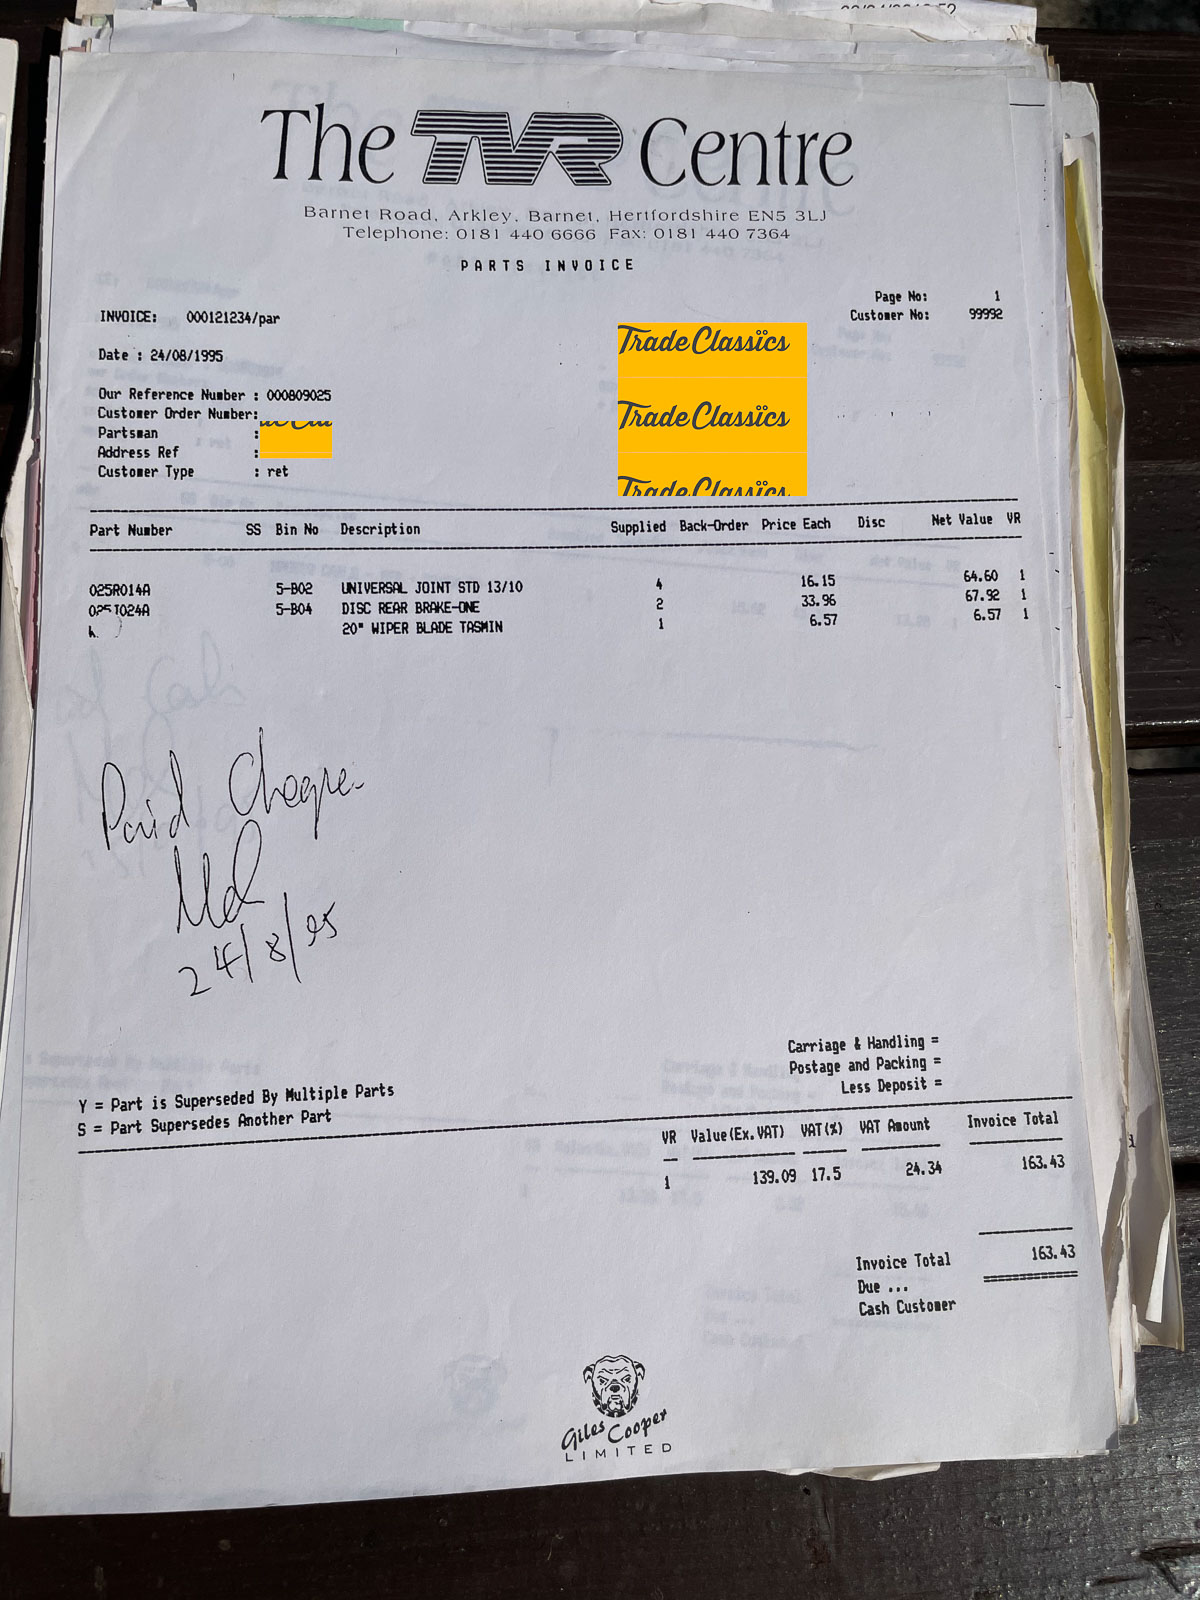 The TVR Centre
Barnet Road, Arkley, Barnet, Hertfordshire EN5 3LJ
Telephone: 0181 440 6666 Fax: 0181 440 7364
PARTS INVOICE
Page No: 1
INVOICE: 000121234/par
Customer No: 99992
Date : 24/08/1995
Trade Classics
Trade Classics
Trade Classics
Our Reference Number : 000809025
Customer Order Number:
Partsman :
Address Ref :
Customer Type : ret
Part Number SS Bin No Description Supplied Back-Order Price Each Disc Net Value VR
025R014A 5-B02 UNIVERSAL JOINT STD 13/10 4 16.15 64.60 1
5-B04 DISC REAR BRAKE-ONE 2 33.96 67.92 1
20" WIPER BLADE TASMIN 1 6.57 6.57 1
Paid Cheque
24/8/95
Carriage & Handling =
Postage and Packing =
Less Deposit =
Y = Part is Superseded By Multiple Parts
S = Part Supersedes Another Part
VR Value(Ex.VAT) VAT(%) VAT Amount Invoice Total
1 139.09 17.5 24.34 163.43
Invoice Total 163.43
Due ...
Cash Customer
Giles Cooper
LIMITED